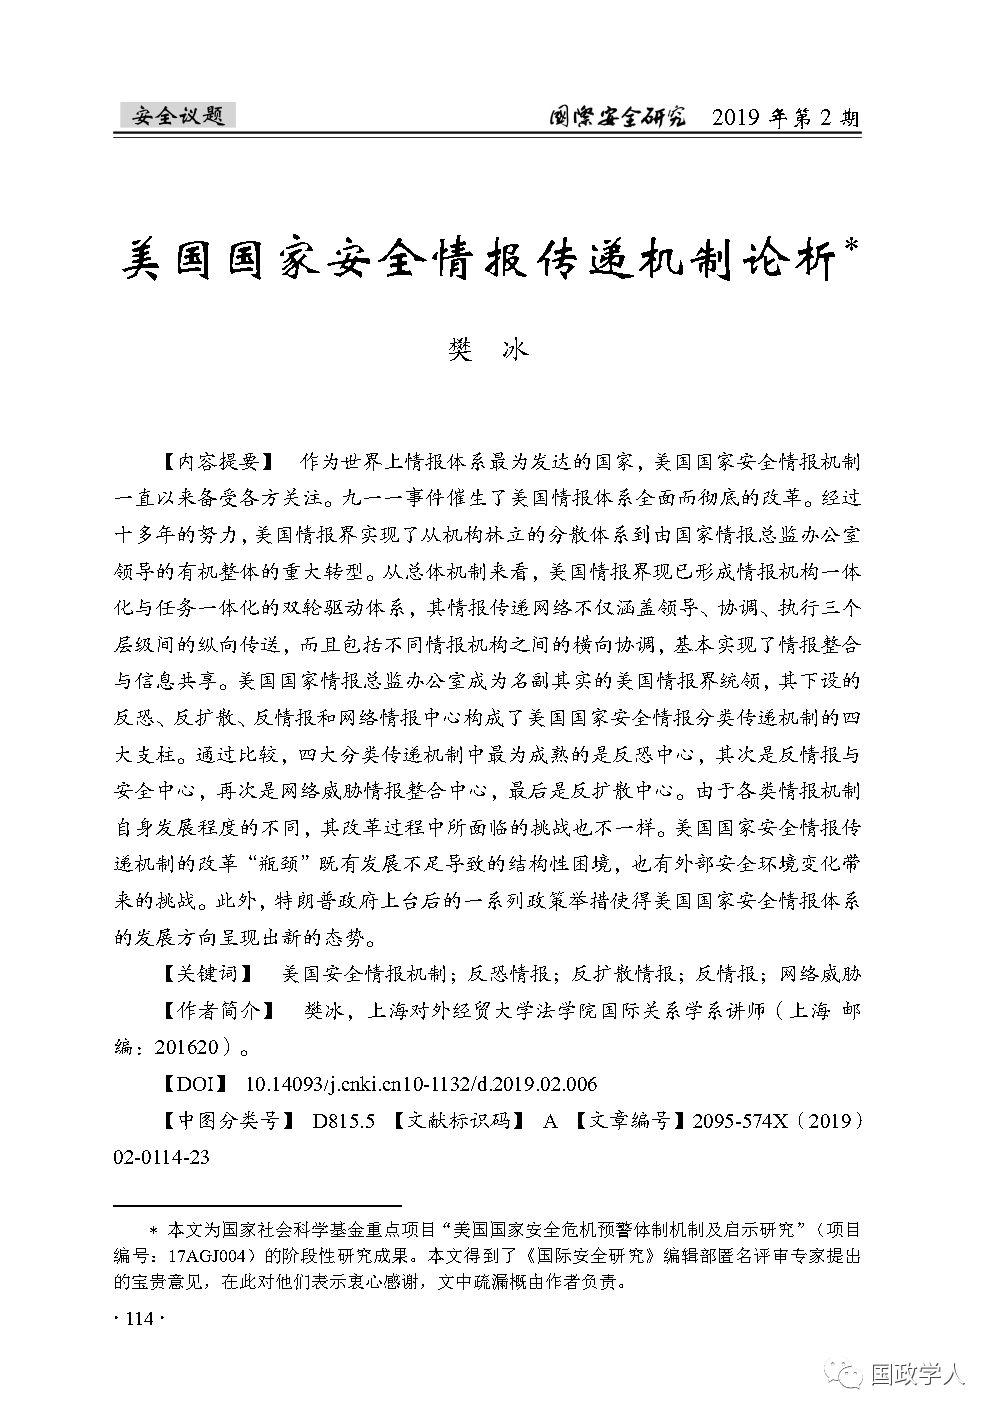 安全议题
国際安全研究 2019 年第 2 期
美国国家安全情报传递机制论析*
樊 冰
【内容提要】 作为世界上情报体系最为发达的国家，美国国家安全情报机制
一直以来备受各方关注。九一一事件催生了美国情报体系全面而彻底的改革。经过
十多年的努力，美国情报界实现了从机构林立的分散体系到由国家情报总监办公室
领导的有机整体的重大转型。从总体机制来看，美国情报界现已形成情报机构一体
化与任务一体化的双轮驱动体系，其情报传递网络不仅涵盖领导、协调、执行三个
层级间的纵向传送，而且包括不同情报机构之间的横向协调，基本实现了情报整合
与信息共享。美国国家情报总监办公室成为名副其实的美国情报界统领，其下设的
反恐、反扩散、反情报和网络情报中心构成了美国国家安全情报分类传递机制的四
大支柱。通过比较，四大分类传递机制中最为成熟的是反恐中心，其次是反情报与
安全中心，再次是网络威胁情报整合中心，最后是反扩散中心。由于各类情报机制
自身发展程度的不同，其改革过程中所面临的挑战也不一样。美国国家安全情报传
递机制的改革“瓶颈”既有发展不足导致的结构性困境，也有外部安全环境变化带
来的挑战。此外，特朗普政府上台后的一系列政策举措使得美国国家安全情报体系
的发展方向呈现出新的态势。
【关键词】 美国安全情报机制；反恐情报；反扩散情报；反情报；网络威胁
【作者简介】 樊冰，上海对外经贸大学法学院国际关系学系讲师（上海 邮
编：201620）。
【DOI】 10.14093/j.cnki.cn10-1132/d.2019.02.006
【中图分类号】 D815.5 【文献标识码】 A 【文章编号】2095-574X（2019）
02-0114-23
* 本文为国家社会科学基金重点项目“美国国家安全危机预警体制机制及启示研究”（项目
编号：17AGJ004）的阶段性研究成果。本文得到了《国际安全研究》编辑部匿名评审专家提出
的宝贵意见，在此对他们表示衷心感谢，文中疏漏概由作者负责。
· 114 ·
国政学人